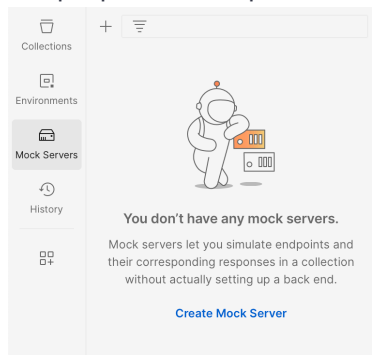 Collections
Environments
Mock Servers
History
You don't have any mock servers.
Mock servers let you simulate endpoints and
their corresponding responses in a collection
without actually setting up a back end.
Create Mock Server